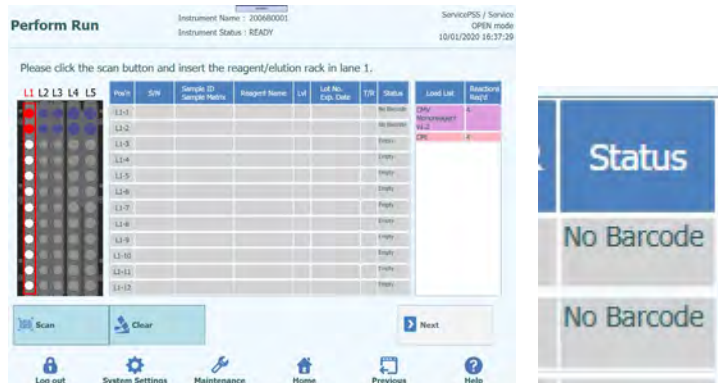 Perform Run
Instrument Name : 200680001
Instrument Status : READY
ServicePSS / Service
OPEN mode
10/01/2020 16:37:29
Please click the scan button and insert the reagent/elution rack in lane 1.
L1 L2 L3 L4 L5
Pos'n S/N Sample ID Sample Matrix Reagent Name Lvl Lot No. Exp. Date T/R Status Load List Reactions Req'd
L1-1 No Barcode
L1-2 No Barcode
L1-3 Empty
L1-4 Empty
L1-5 Empty
L1-6 Empty
L1-7 Empty
L1-8 Empty
L1-9 Empty
L1-10 Empty
L1-11 Empty
L1-12
CMV 4
Monoreagent
4
Scan
Clear
Next
Log out
System Settings
Maintenance
Home
Previous
Help
Status
No Barcode
No Barcode